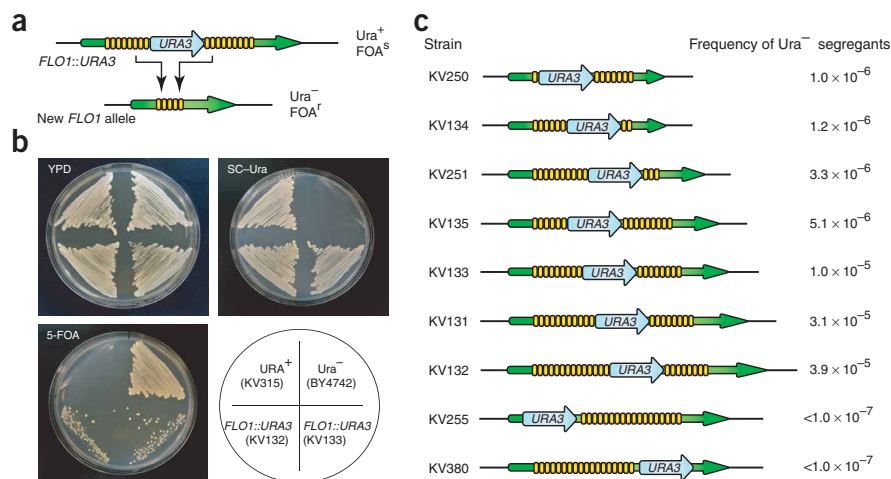 a
URA3
Ura+
FOAs
FLO1::URA3
Ura−
FOAr
New FLO1 allele
b
YPD
SC–Ura
5-FOA
URA+
(KV315)
Ura−
(BY4742)
FLO1::URA3
(KV132)
FLO1::URA3
(KV133)
c
Strain
Frequency of Ura− segregants
KV250
URA3
1.0 × 10−6
KV134
URA3
1.2 × 10−6
KV251
URA3
3.3 × 10−6
KV135
URA3
5.1 × 10−6
KV133
URA3
1.0 × 10−5
KV131
URA3
3.1 × 10−5
KV132
URA3
3.9 × 10−5
KV255
URA3
<1.0 × 10−7
KV380
URA3
<1.0 × 10−7